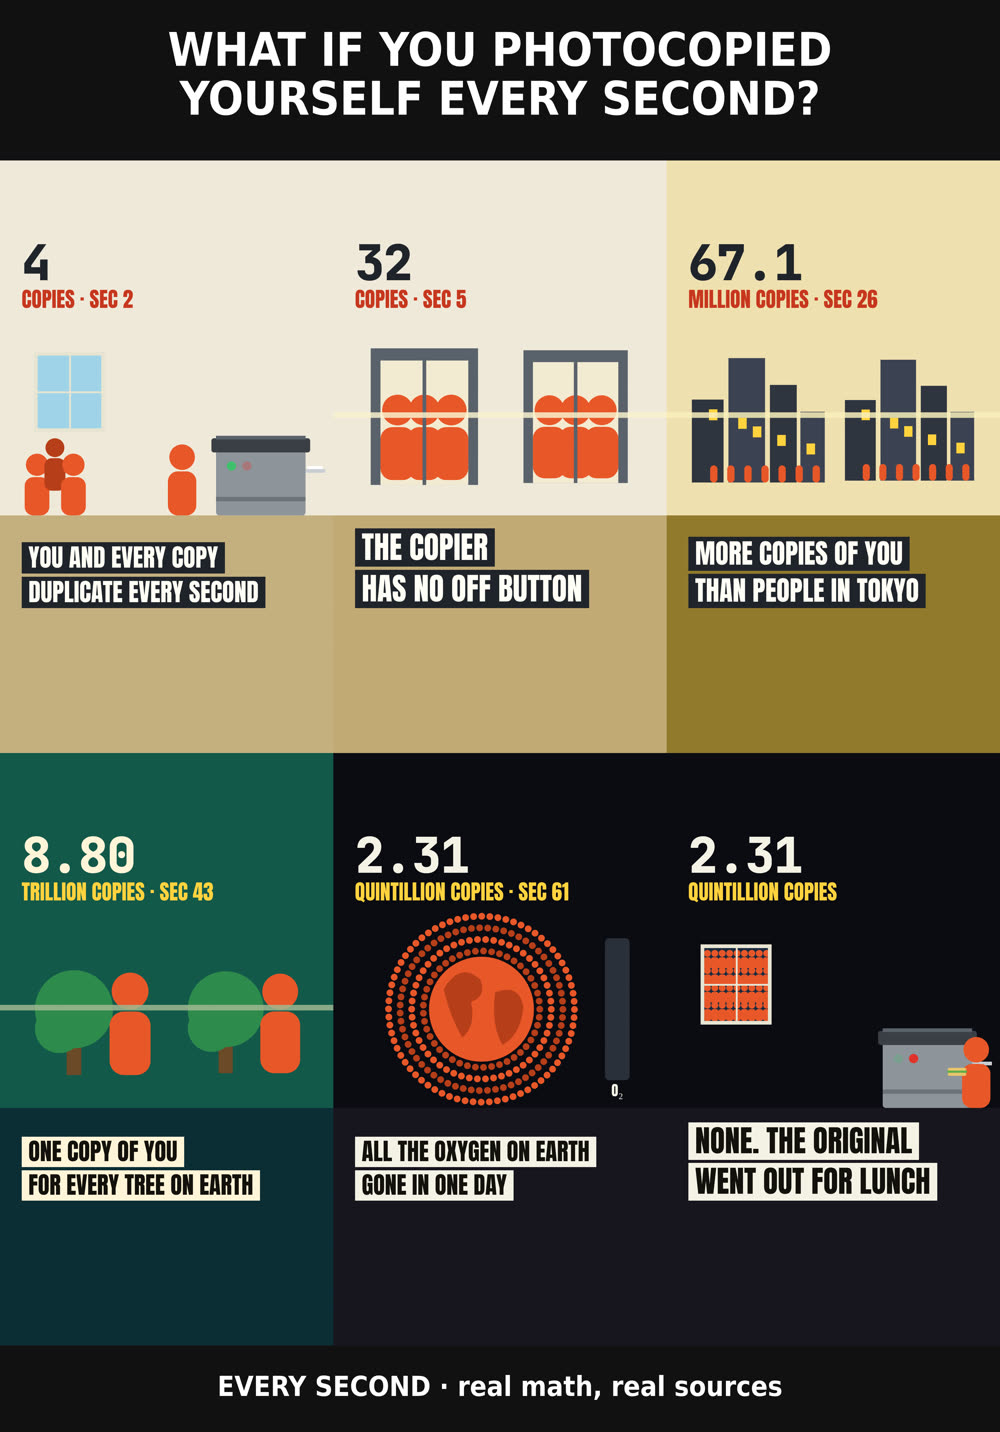 WHAT IF YOU PHOTOCOPIED
YOURSELF EVERY SECOND?
4
COPIES · SEC 2
YOU AND EVERY COPY
DUPLICATE EVERY SECOND
32
COPIES · SEC 5
THE COPIER
HAS NO OFF BUTTON
67.1
MILLION COPIES · SEC 26
MORE COPIES OF YOU
THAN PEOPLE IN TOKYO
8.80
TRILLION COPIES · SEC 43
ONE COPY OF YOU
FOR EVERY TREE ON EARTH
2.31
QUINTILLION COPIES · SEC 61
O₂
ALL THE OXYGEN ON EARTH
GONE IN ONE DAY
2.31
QUINTILLION COPIES
NONE. THE ORIGINAL
WENT OUT FOR LUNCH
EVERY SECOND · real math, real sources